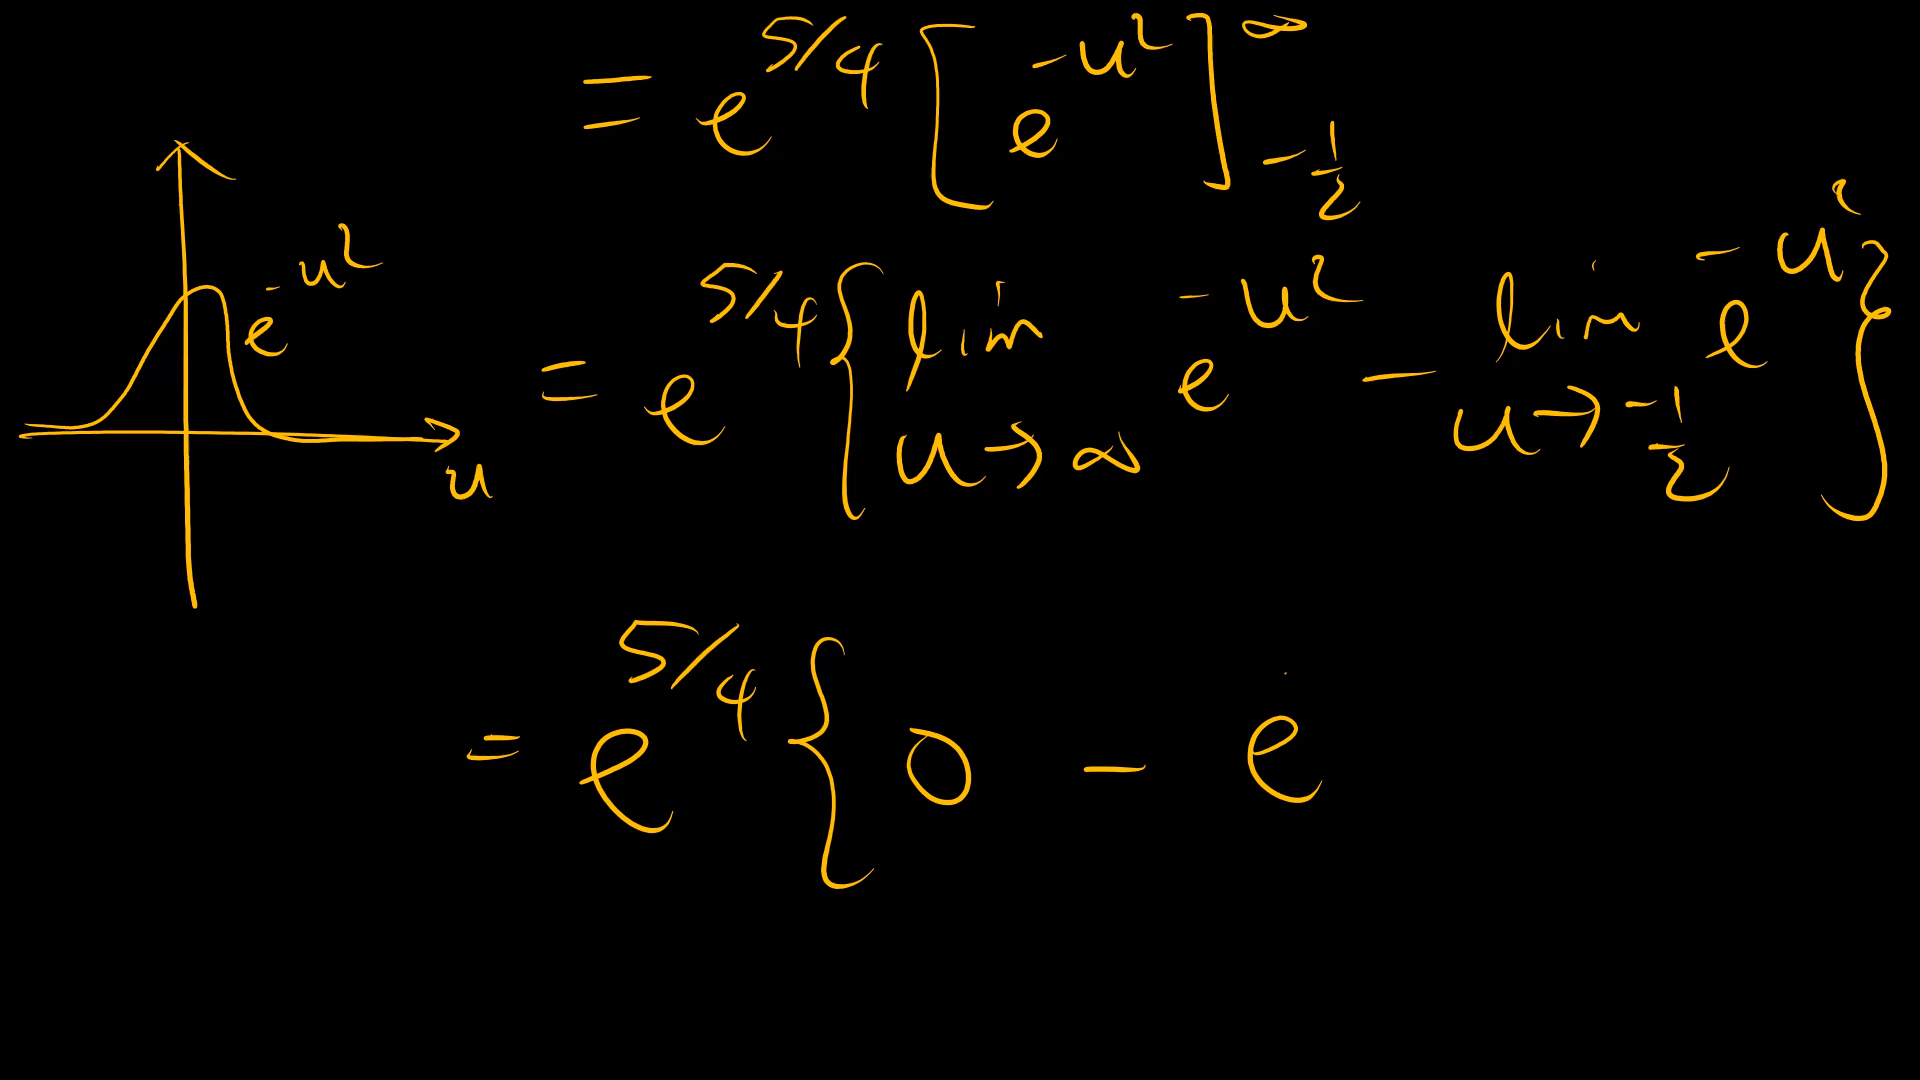 = e^{5/4} [ e^{-u^2} ]_{-1/2}^{∞}
e^{-u^2}
u
= e^{5/4} { lim_{u→∞} e^{-u^2} - lim_{u→-1/2} e^{-u^2} }
= e^{5/4} { 0 - e